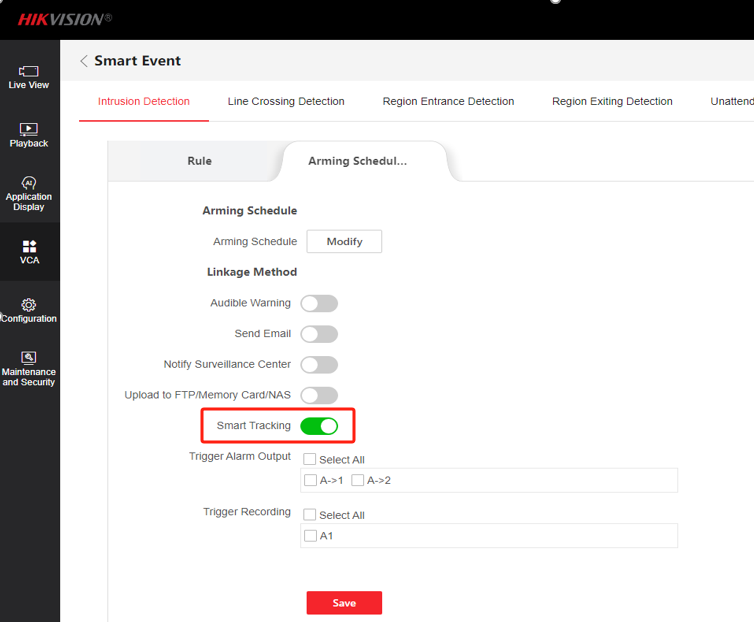 HIKVISION®
Live View
Playback
Application
Display
VCA
Configuration
Maintenance
and Security
Smart Event
Intrusion Detection Line Crossing Detection Region Entrance Detection Region Exiting Detection Unattend
Rule Arming Schedul...
Arming Schedule
Arming Schedule Modify
Linkage Method
Audible Warning
Send Email
Notify Surveillance Center
Upload to FTP/Memory Card/NAS
Smart Tracking
Trigger Alarm Output Select All
A->1 A->2
Trigger Recording Select All
A1
Save